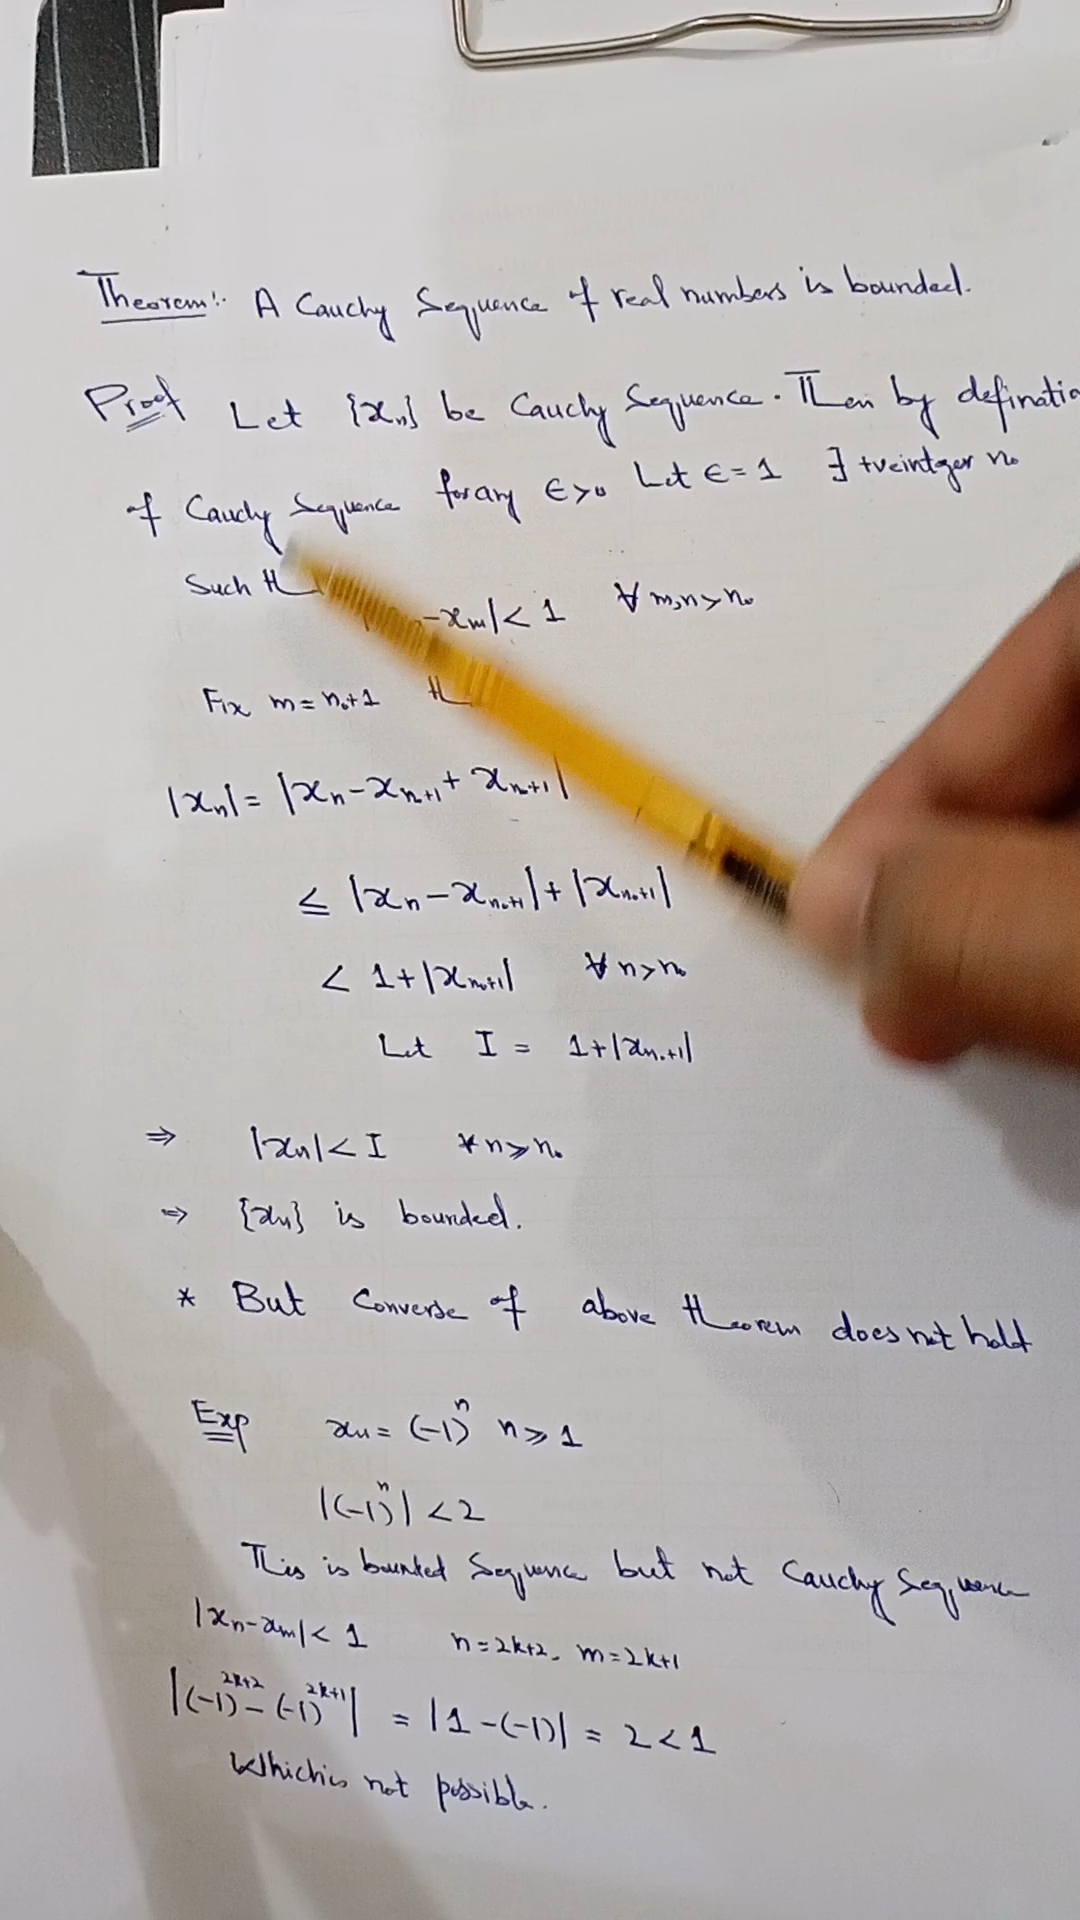 Theorem:- A Cauchy Sequence of real numbers is bounded.
Proof Let {xₙ} be Cauchy Sequence. Then by definatio
of Cauchy Sequence for any ϵ>0 Let ϵ=1 ∃ +ve intger n₀
Such
-xₘ|< 1 ∀ m,n>n₀
Fix m = n₀+1
|xₙ| = |xₙ - xₙ₀₊₁ + xₙ₀₊₁|
≤ |xₙ - xₙ₀₊₁| + |xₙ₀₊₁|
< 1+|xₙ₀₊₁| ∀ n>n₀
Let I = 1+|xₙ₀₊₁|
⇒ |xₙ|< I ∀ n>n₀
⇒ {xₙ} is bounded.
* But Converse of above theorem does not hold
Exp xₙ = (-1)ⁿ n ≥ 1
|(-1)ⁿ| < 2
This is bounted Sequence but not Cauchy Sequence
|xₙ-xₘ|< 1 n=2k+2, m=2k+1
|(-1)²ᵏ⁺² - (-1)²ᵏ⁺¹| = |1-(-1)| = 2 < 1
Which is not possible.